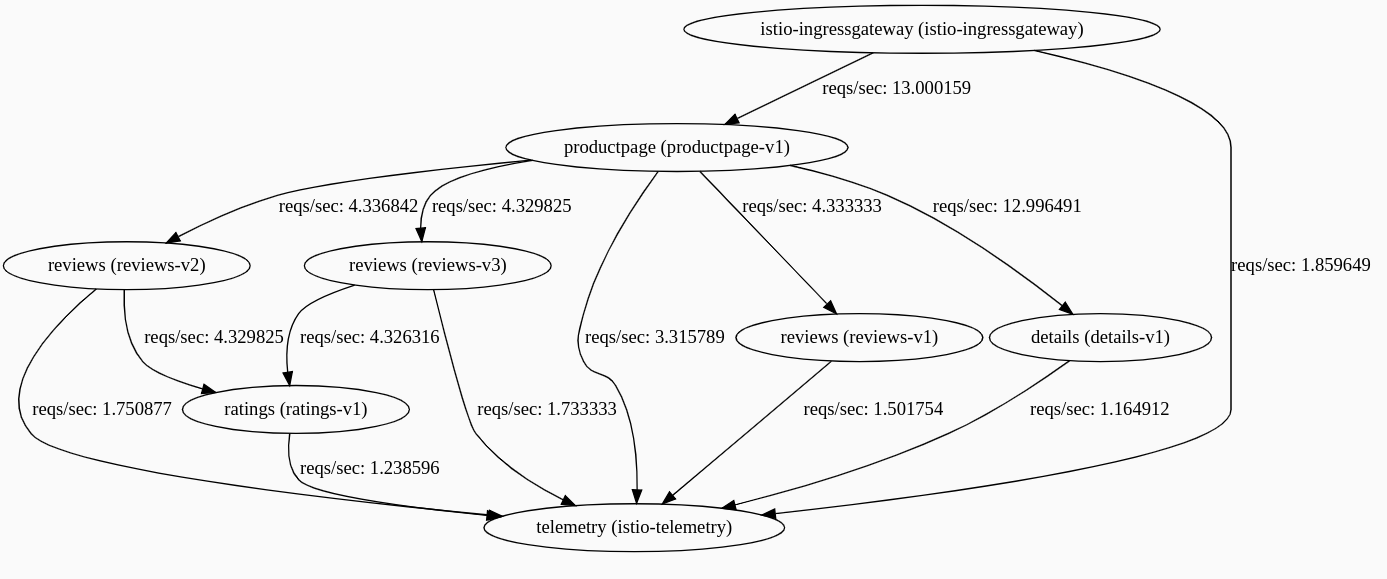 istio-ingressgateway (istio-ingressgateway)
reqs/sec: 13.000159
productpage (productpage-v1)
reqs/sec: 4.336842
reqs/sec: 4.329825
reqs/sec: 4.333333
reqs/sec: 12.996491
reviews (reviews-v2)
reviews (reviews-v3)
reqs/sec: 1.859649
reqs/sec: 4.329825
reqs/sec: 4.326316
reqs/sec: 3.315789
reviews (reviews-v1)
details (details-v1)
reqs/sec: 1.750877
ratings (ratings-v1)
reqs/sec: 1.733333
reqs/sec: 1.501754
reqs/sec: 1.164912
reqs/sec: 1.238596
telemetry (istio-telemetry)